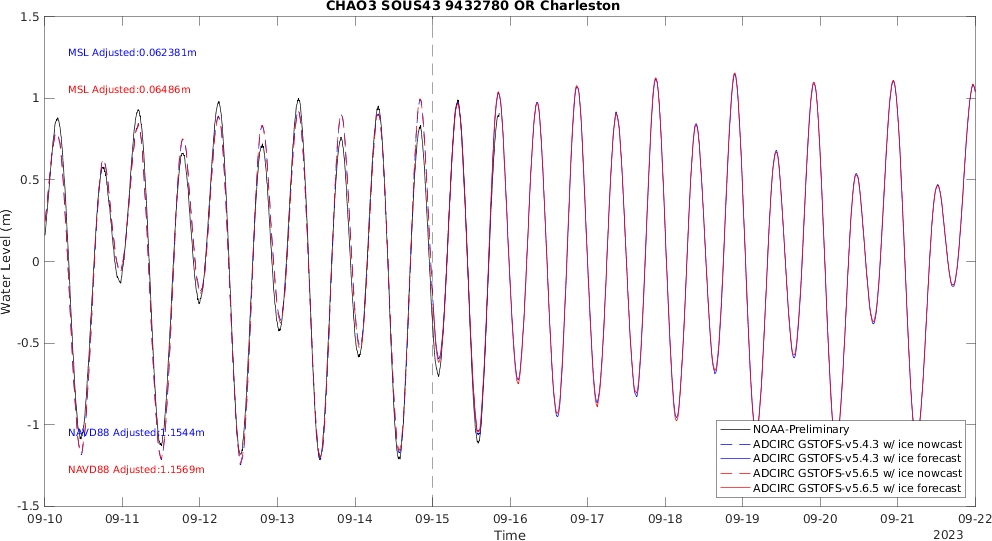 CHAO3 SOUS43 9432780 OR Charleston
1.5
MSL Adjusted:0.062381m
MSL Adjusted:0.06486m
1
0.5
0
-0.5
-1
-1.5
Water Level (m)
NAVD88 Adjusted:1.1544m
NAVD88 Adjusted:1.1569m
NOAA-Preliminary
ADCIRC GSTOFS-v5.4.3 w/ ice nowcast
ADCIRC GSTOFS-v5.4.3 w/ ice forecast
ADCIRC GSTOFS-v5.6.5 w/ ice nowcast
ADCIRC GSTOFS-v5.6.5 w/ ice forecast
09-10 09-11 09-12 09-13 09-14 09-15 09-16 09-17 09-18 09-19 09-20 09-21 09-22
Time
2023